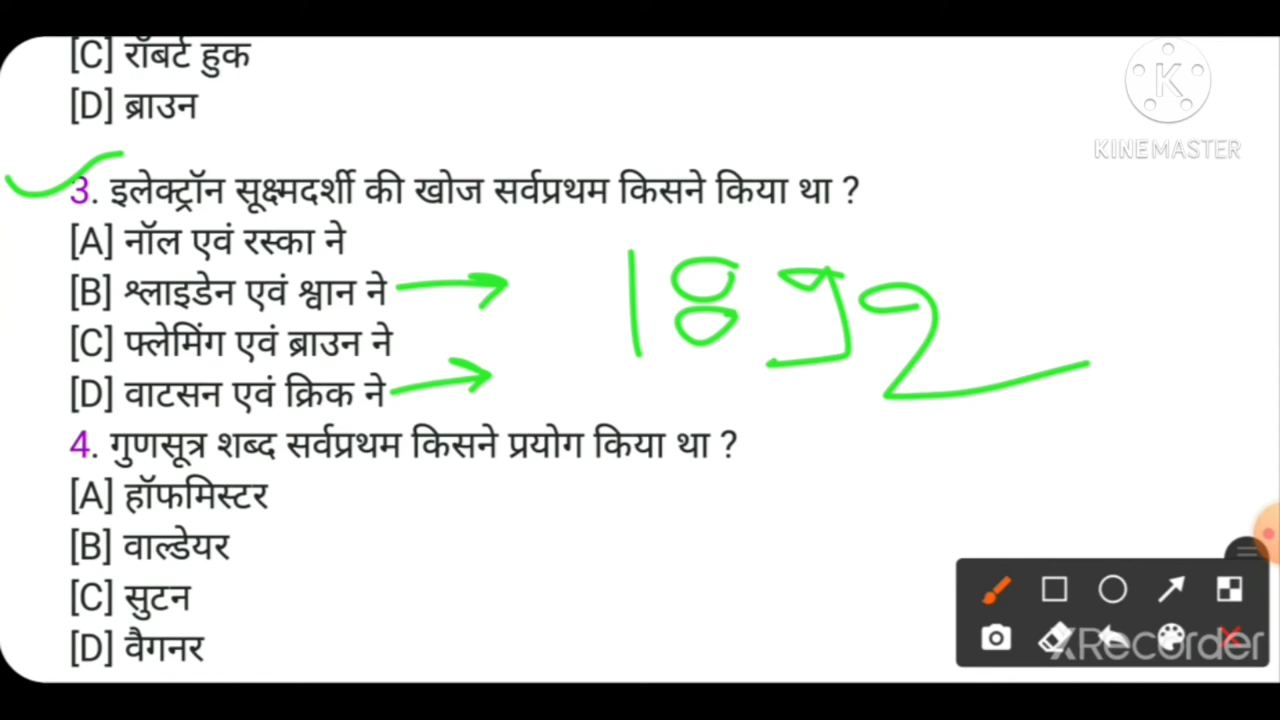 [C] रॉबर्ट हुक
[D] ब्राउन
KINEMASTER
3. इलेक्ट्रॉन सूक्ष्मदर्शी की खोज सर्वप्रथम किसने किया था ?
[A] नॉल एवं रस्का ने
[B] श्लाइडेन एवं श्वान ने
[C] फ्लेमिंग एवं ब्राउन ने
[D] वाटसन एवं क्रिक ने
4. गुणसूत्र शब्द सर्वप्रथम किसने प्रयोग किया था ?
[A] हॉफमिस्टर
[B] वाल्डेयर
[C] सुटन
[D] वैगनर
XRecorder